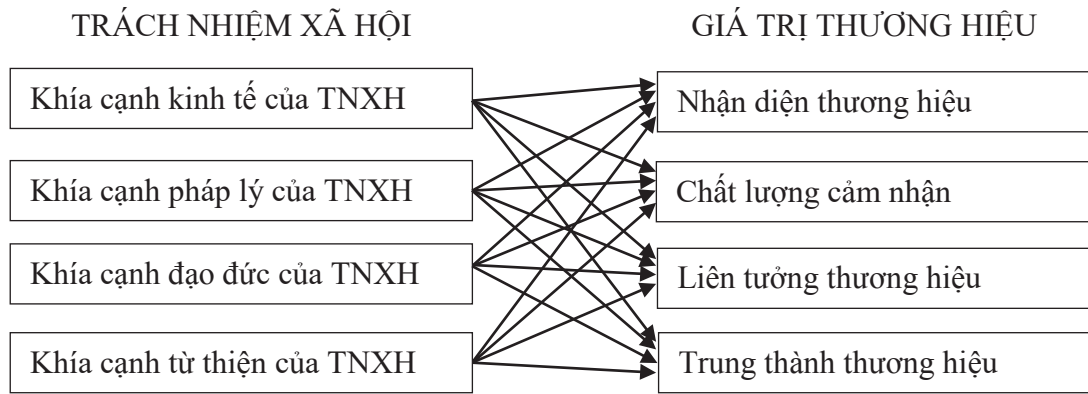 TRÁCH NHIỆM XÃ HỘI
GIÁ TRỊ THƯƠNG HIỆU
Khía cạnh kinh tế của TNXH
Nhận diện thương hiệu
Khía cạnh pháp lý của TNXH
Chất lượng cảm nhận
Khía cạnh đạo đức của TNXH
Liên tưởng thương hiệu
Khía cạnh từ thiện của TNXH
Trung thành thương hiệu